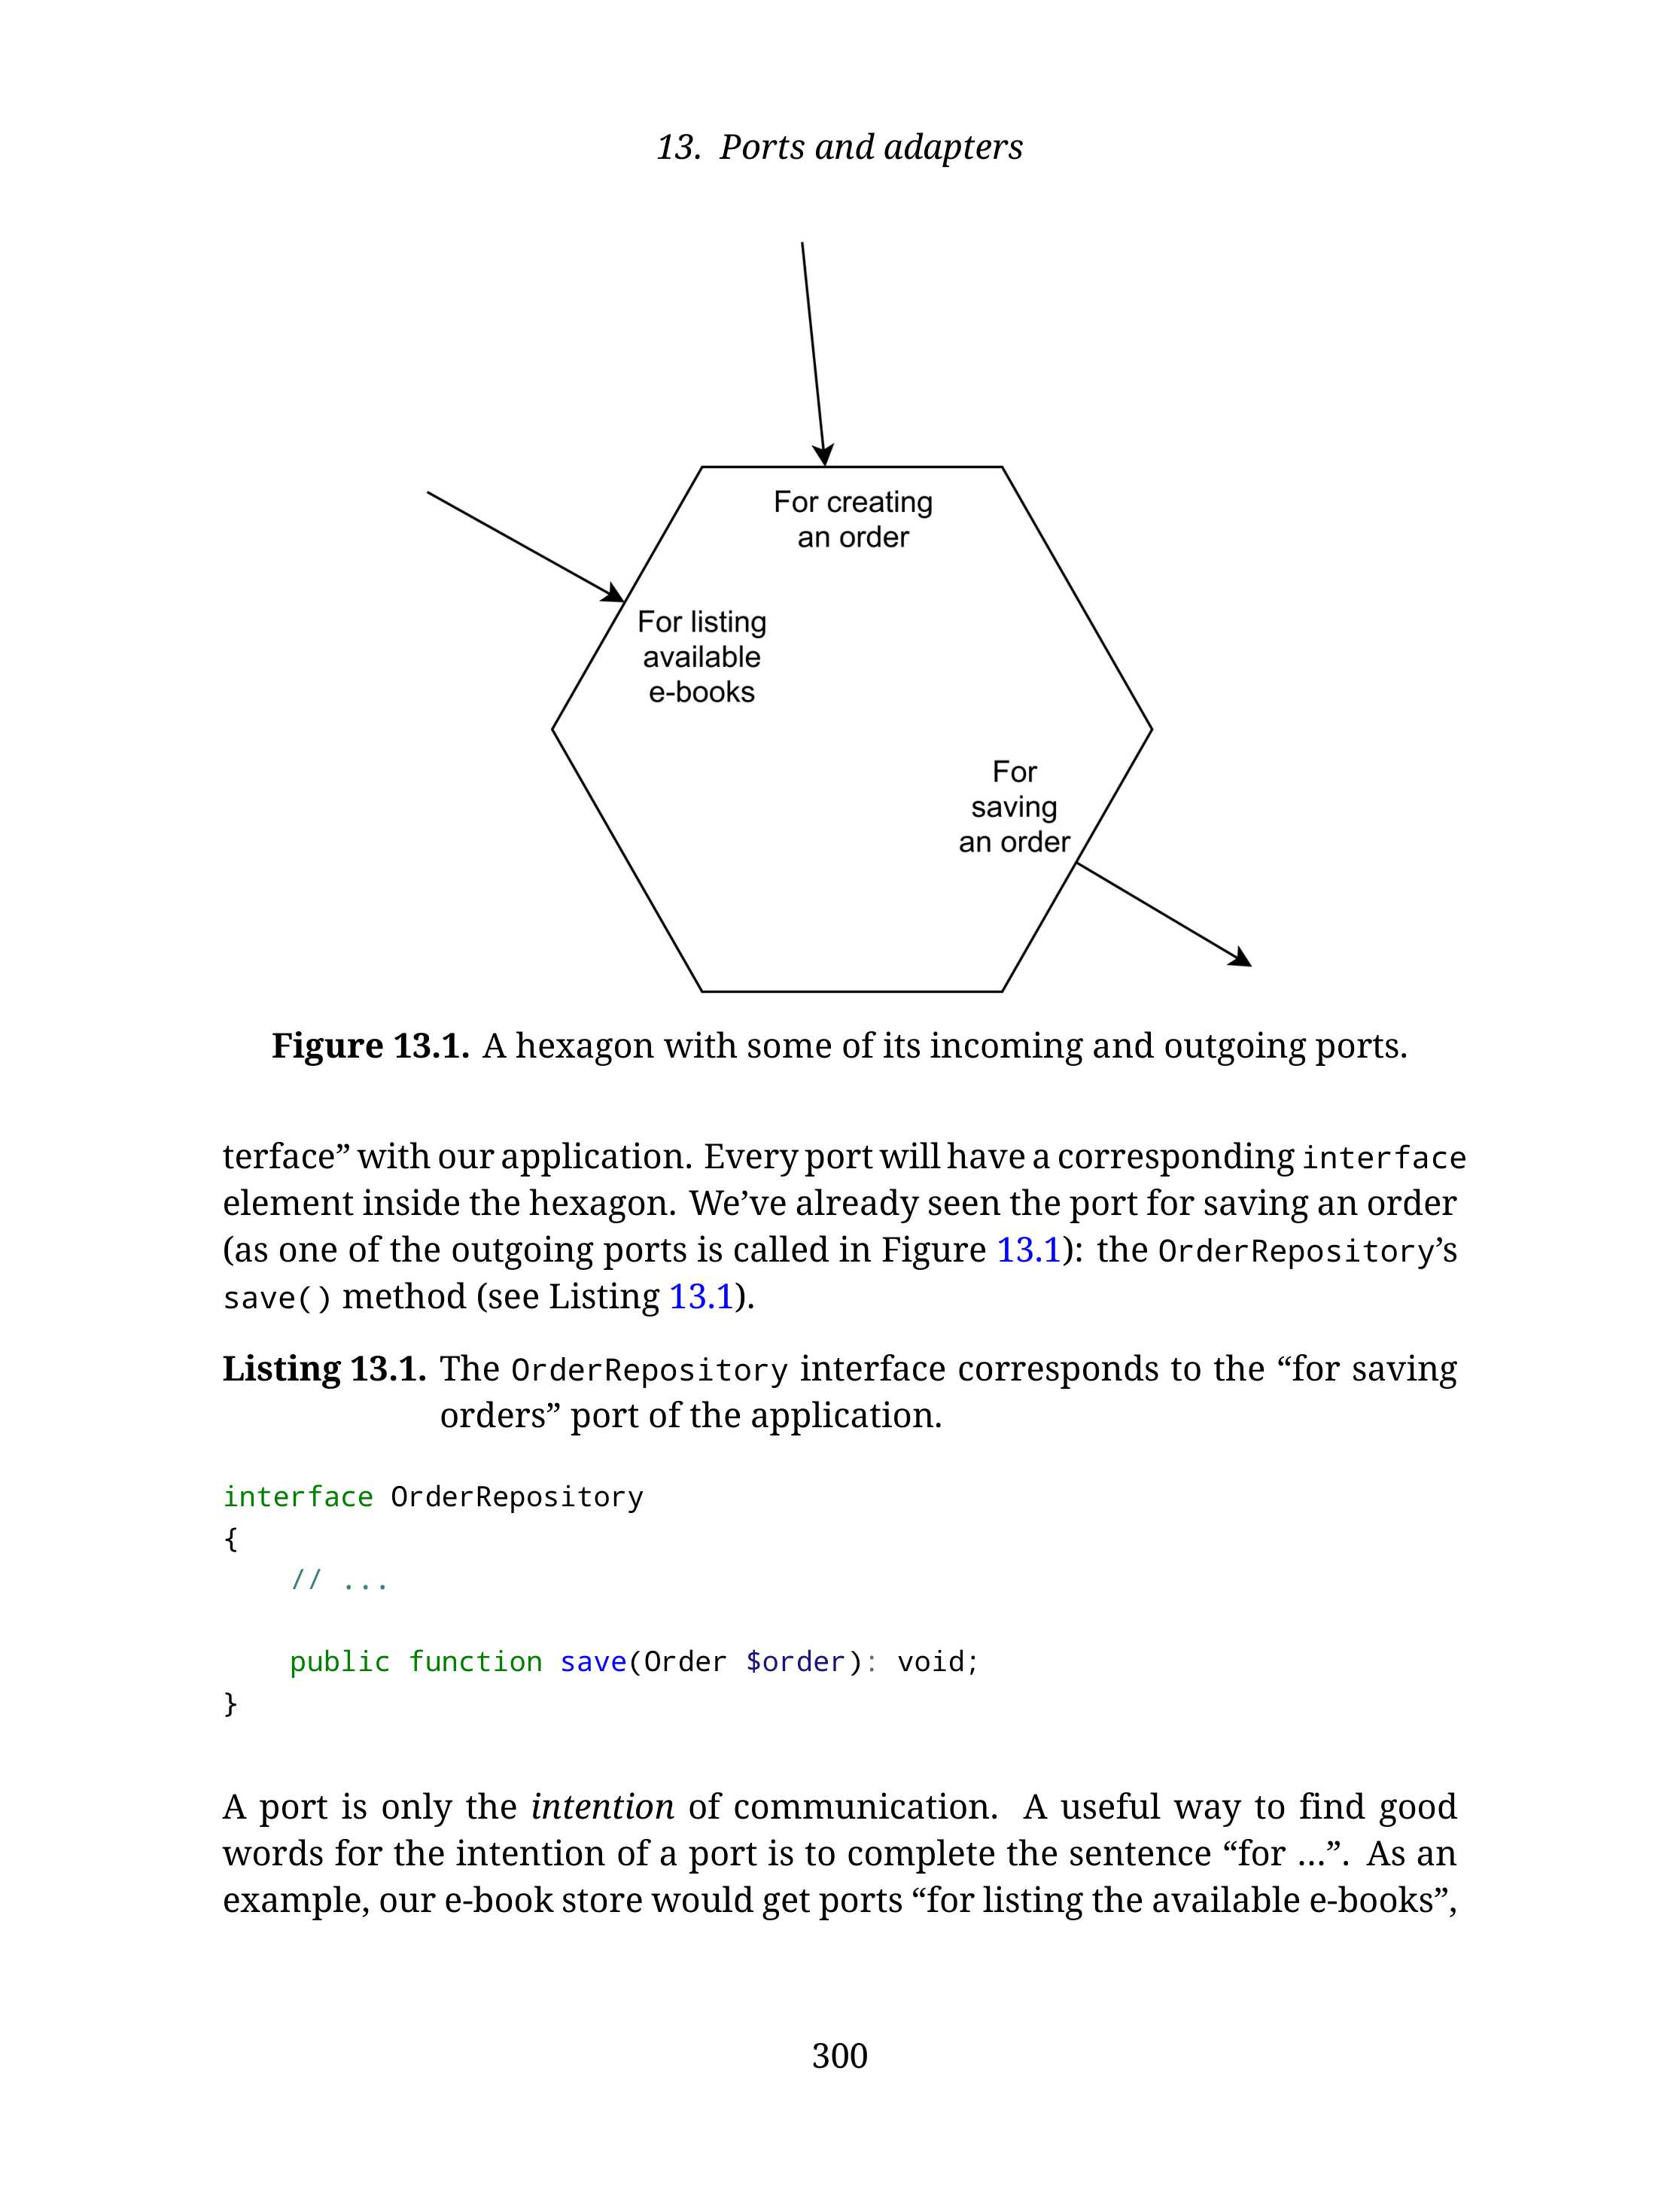 13. Ports and adapters
For creating
an order
For listing
available
e-books
For
saving
an order
Figure 13.1. A hexagon with some of its incoming and outgoing ports.
terface” with our application. Every port will have a corresponding interface
element inside the hexagon. We’ve already seen the port for saving an order
(as one of the outgoing ports is called in Figure 13.1): the OrderRepository’s
save() method (see Listing 13.1).
Listing 13.1. The OrderRepository interface corresponds to the “for saving
orders” port of the application.
interface OrderRepository
{
    // ...

    public function save(Order $order): void;
}
A port is only the intention of communication. A useful way to find good
words for the intention of a port is to complete the sentence “for …”. As an
example, our e-book store would get ports “for listing the available e-books”,
300